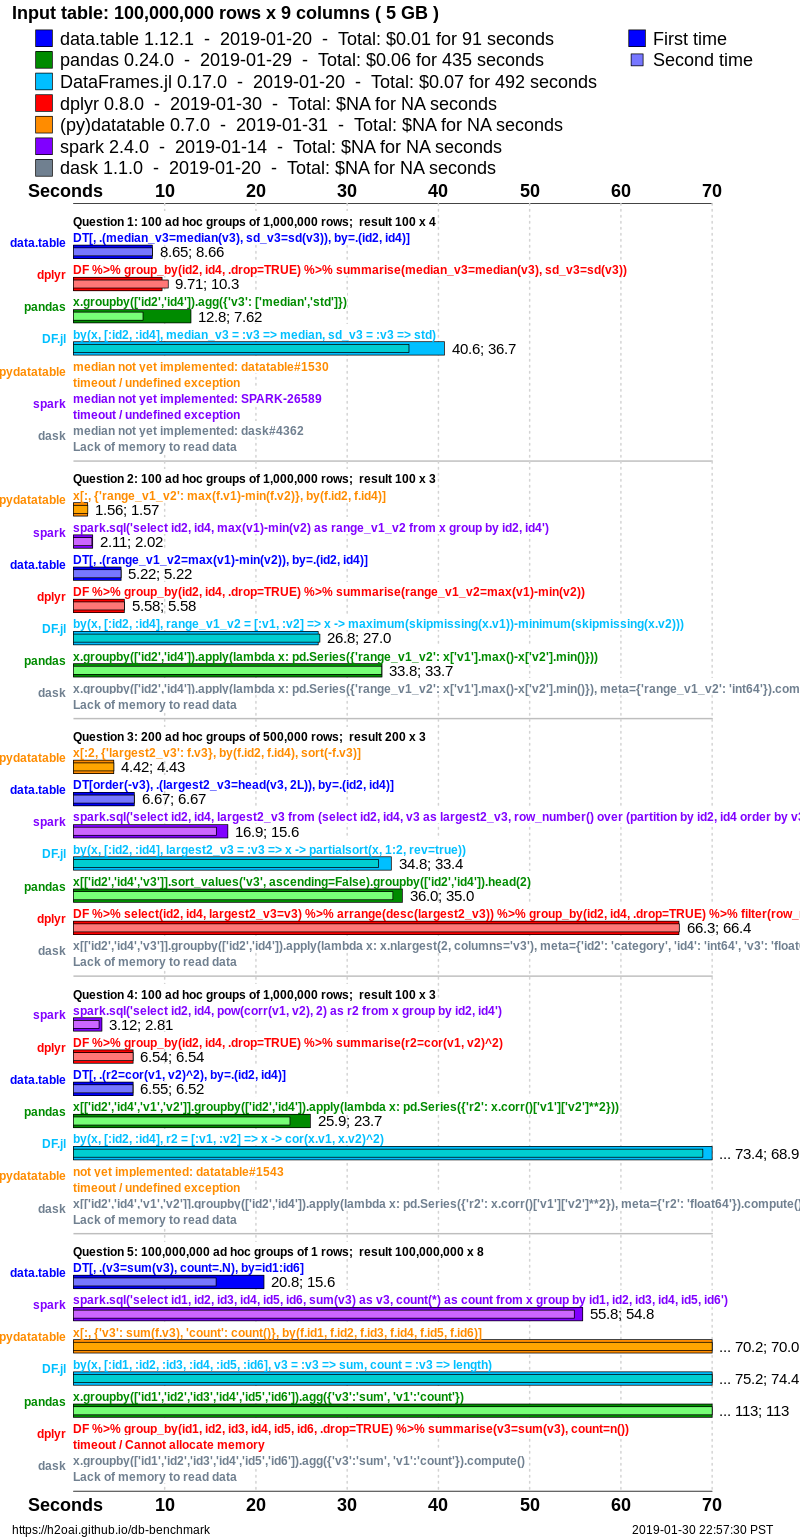 Input table: 100,000,000 rows x 9 columns ( 5 GB )
data.table 1.12.1 - 2019-01-20 - Total: $0.01 for 91 seconds
First time
pandas 0.24.0 - 2019-01-29 - Total: $0.06 for 435 seconds
Second time
DataFrames.jl 0.17.0 - 2019-01-20 - Total: $0.07 for 492 seconds
dplyr 0.8.0 - 2019-01-30 - Total: $NA for NA seconds
(py)datatable 0.7.0 - 2019-01-31 - Total: $NA for NA seconds
spark 2.4.0 - 2019-01-14 - Total: $NA for NA seconds
dask 1.1.0 - 2019-01-20 - Total: $NA for NA seconds
Seconds 10 20 30 40 50 60 70
Question 1: 100 ad hoc groups of 1,000,000 rows; result 100 x 4
data.table DT[, .(median_v3=median(v3), sd_v3=sd(v3)), by=.(id2, id4)]
8.65; 8.66
dplyr DF %>% group_by(id2, id4, .drop=TRUE) %>% summarise(median_v3=median(v3), sd_v3=sd(v3))
9.71; 10.3
pandas x.groupby(['id2','id4']).agg({'v3': ['median','std']})
12.8; 7.62
DF.jl by(x, [:id2, :id4], median_v3 = :v3 => median, sd_v3 = :v3 => std)
40.6; 36.7
pydatatable median not yet implemented: datatable#1530
timeout / undefined exception
spark median not yet implemented: SPARK-26589
timeout / undefined exception
dask median not yet implemented: dask#4362
Lack of memory to read data
Question 2: 100 ad hoc groups of 1,000,000 rows; result 100 x 3
pydatatable x[:, {'range_v1_v2': max(f.v1)-min(f.v2)}, by(f.id2, f.id4)]
1.56; 1.57
spark spark.sql('select id2, id4, max(v1)-min(v2) as range_v1_v2 from x group by id2, id4')
2.11; 2.02
data.table DT[, .(range_v1_v2=max(v1)-min(v2)), by=.(id2, id4)]
5.22; 5.22
dplyr DF %>% group_by(id2, id4, .drop=TRUE) %>% summarise(range_v1_v2=max(v1)-min(v2))
5.58; 5.58
DF.jl by(x, [:id2, :id4], range_v1_v2 = [:v1, :v2] => x -> maximum(skipmissing(x.v1))-minimum(skipmissing(x.v2)))
26.8; 27.0
pandas x.groupby(['id2','id4']).apply(lambda x: pd.Series({'range_v1_v2': x['v1'].max()-x['v2'].min()}))
33.8; 33.7
dask x.groupby(['id2','id4']).apply(lambda x: pd.Series({'range_v1_v2': x['v1'].max()-x['v2'].min()}), meta={'range_v1_v2': 'int64'}).com
Lack of memory to read data
Question 3: 200 ad hoc groups of 500,000 rows; result 200 x 3
pydatatable x[:2, {'largest2_v3': f.v3}, by(f.id2, f.id4), sort(-f.v3)]
4.42; 4.43
data.table DT[order(-v3), .(largest2_v3=head(v3, 2L)), by=.(id2, id4)]
6.67; 6.67
spark spark.sql('select id2, id4, largest2_v3 from (select id2, id4, v3 as largest2_v3, row_number() over (partition by id2, id4 order by v3
16.9; 15.6
DF.jl by(x, [:id2, :id4], largest2_v3 = :v3 => x -> partialsort(x, 1:2, rev=true))
34.8; 33.4
pandas x[['id2','id4','v3']].sort_values('v3', ascending=False).groupby(['id2','id4']).head(2)
36.0; 35.0
dplyr DF %>% select(id2, id4, largest2_v3=v3) %>% arrange(desc(largest2_v3)) %>% group_by(id2, id4, .drop=TRUE) %>% filter(row_
66.3; 66.4
dask x[['id2','id4','v3']].groupby(['id2','id4']).apply(lambda x: x.nlargest(2, columns='v3'), meta={'id2': 'category', 'id4': 'int64', 'v3': 'float
Lack of memory to read data
Question 4: 100 ad hoc groups of 1,000,000 rows; result 100 x 3
spark spark.sql('select id2, id4, pow(corr(v1, v2), 2) as r2 from x group by id2, id4')
3.12; 2.81
dplyr DF %>% group_by(id2, id4, .drop=TRUE) %>% summarise(r2=cor(v1, v2)^2)
6.54; 6.54
data.table DT[, .(r2=cor(v1, v2)^2), by=.(id2, id4)]
6.55; 6.52
pandas x[['id2','id4','v1','v2']].groupby(['id2','id4']).apply(lambda x: pd.Series({'r2': x.corr()['v1']['v2']**2}))
25.9; 23.7
DF.jl by(x, [:id2, :id4], r2 = [:v1, :v2] => x -> cor(x.v1, x.v2)^2)
... 73.4; 68.9
pydatatable not yet implemented: datatable#1543
timeout / undefined exception
dask x[['id2','id4','v1','v2']].groupby(['id2','id4']).apply(lambda x: pd.Series({'r2': x.corr()['v1']['v2']**2}), meta={'r2': 'float64'}).compute()
Lack of memory to read data
Question 5: 100,000,000 ad hoc groups of 1 rows; result 100,000,000 x 8
data.table DT[, .(v3=sum(v3), count=.N), by=id1:id6]
20.8; 15.6
spark spark.sql('select id1, id2, id3, id4, id5, id6, sum(v3) as v3, count(*) as count from x group by id1, id2, id3, id4, id5, id6')
55.8; 54.8
pydatatable x[:, {'v3': sum(f.v3), 'count': count()}, by(f.id1, f.id2, f.id3, f.id4, f.id5, f.id6)]
... 70.2; 70.0
DF.jl by(x, [:id1, :id2, :id3, :id4, :id5, :id6], v3 = :v3 => sum, count = :v3 => length)
... 75.2; 74.4
pandas x.groupby(['id1','id2','id3','id4','id5','id6']).agg({'v3':'sum', 'v1':'count'})
... 113; 113
dplyr DF %>% group_by(id1, id2, id3, id4, id5, id6, .drop=TRUE) %>% summarise(v3=sum(v3), count=n())
timeout / Cannot allocate memory
dask x.groupby(['id1','id2','id3','id4','id5','id6']).agg({'v3':'sum', 'v1':'count'}).compute()
Lack of memory to read data
Seconds 10 20 30 40 50 60 70
https://h2oai.github.io/db-benchmark
2019-01-30 22:57:30 PST